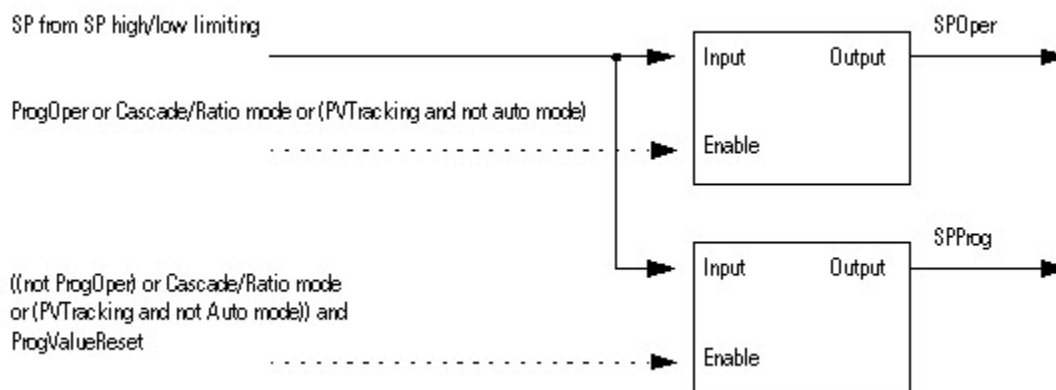 SP from SP high/low limiting
SPOper
Input
Output
ProgOper or Cascade/Ratio mode or (PVTracking and not auto mode)
Enable
SPProg
Input
Output
((not ProgOper) or Cascade/Ratio mode
or (PVTracking and not Auto mode)) and
ProgValueReset
Enable